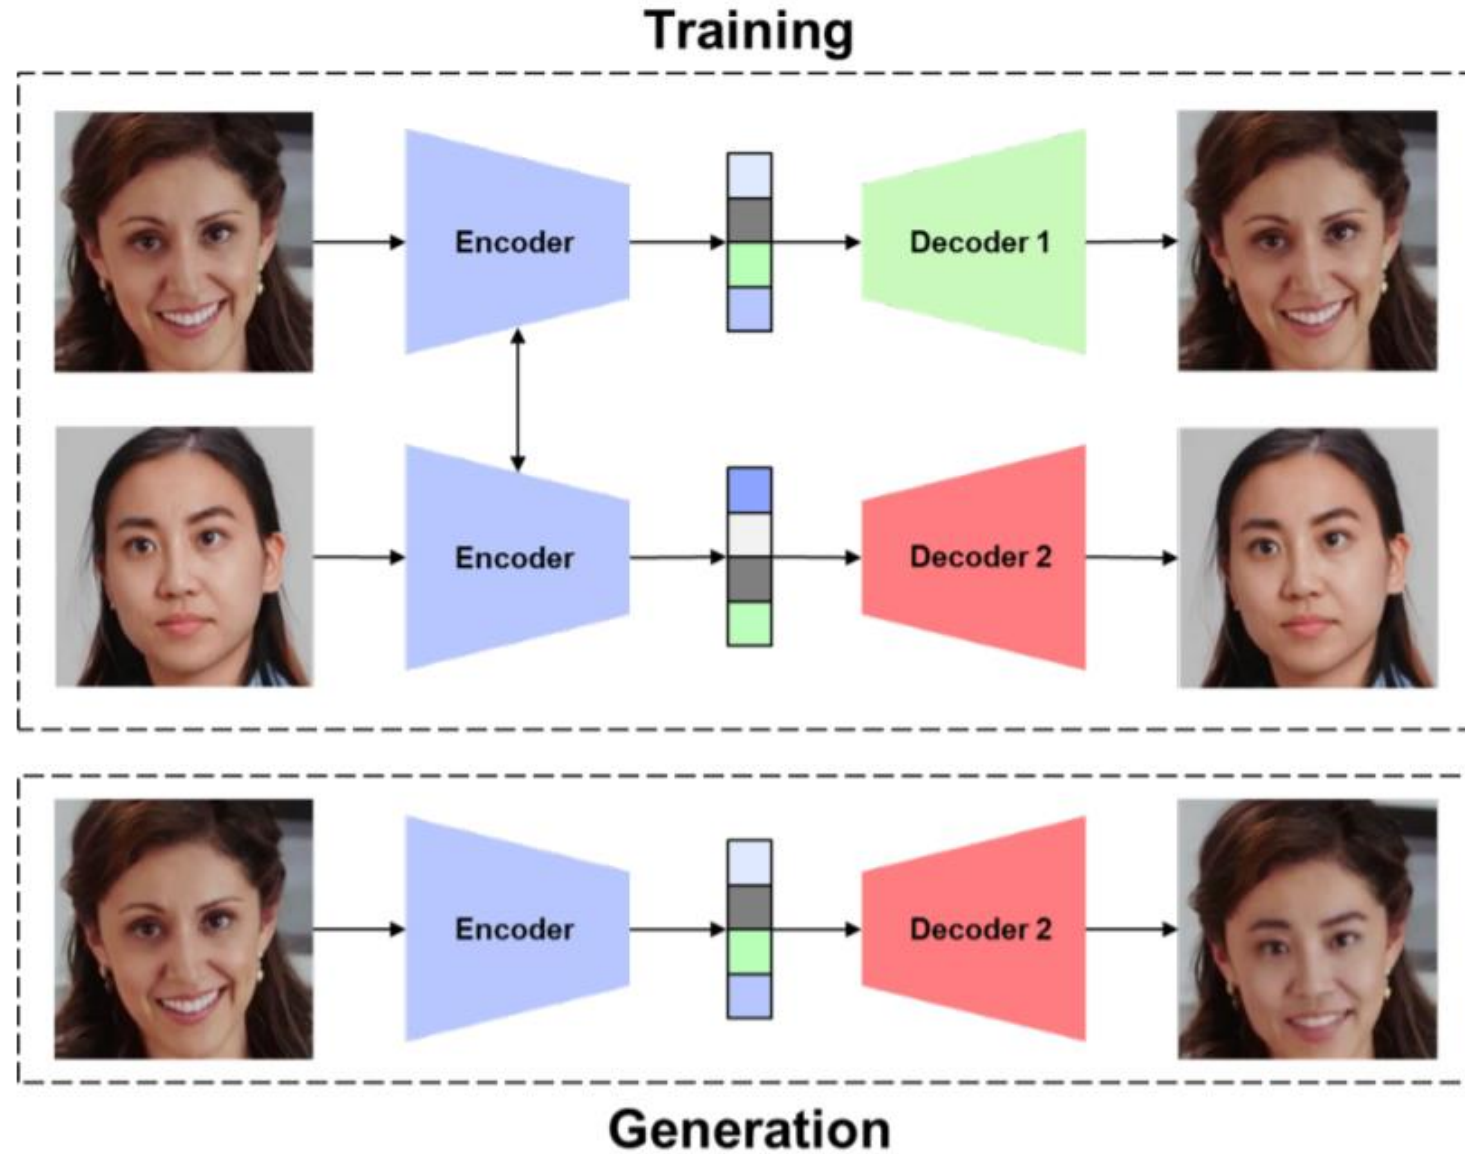 Training
Encoder
Decoder 1
Encoder
Decoder 2
Encoder
Decoder 2
Generation